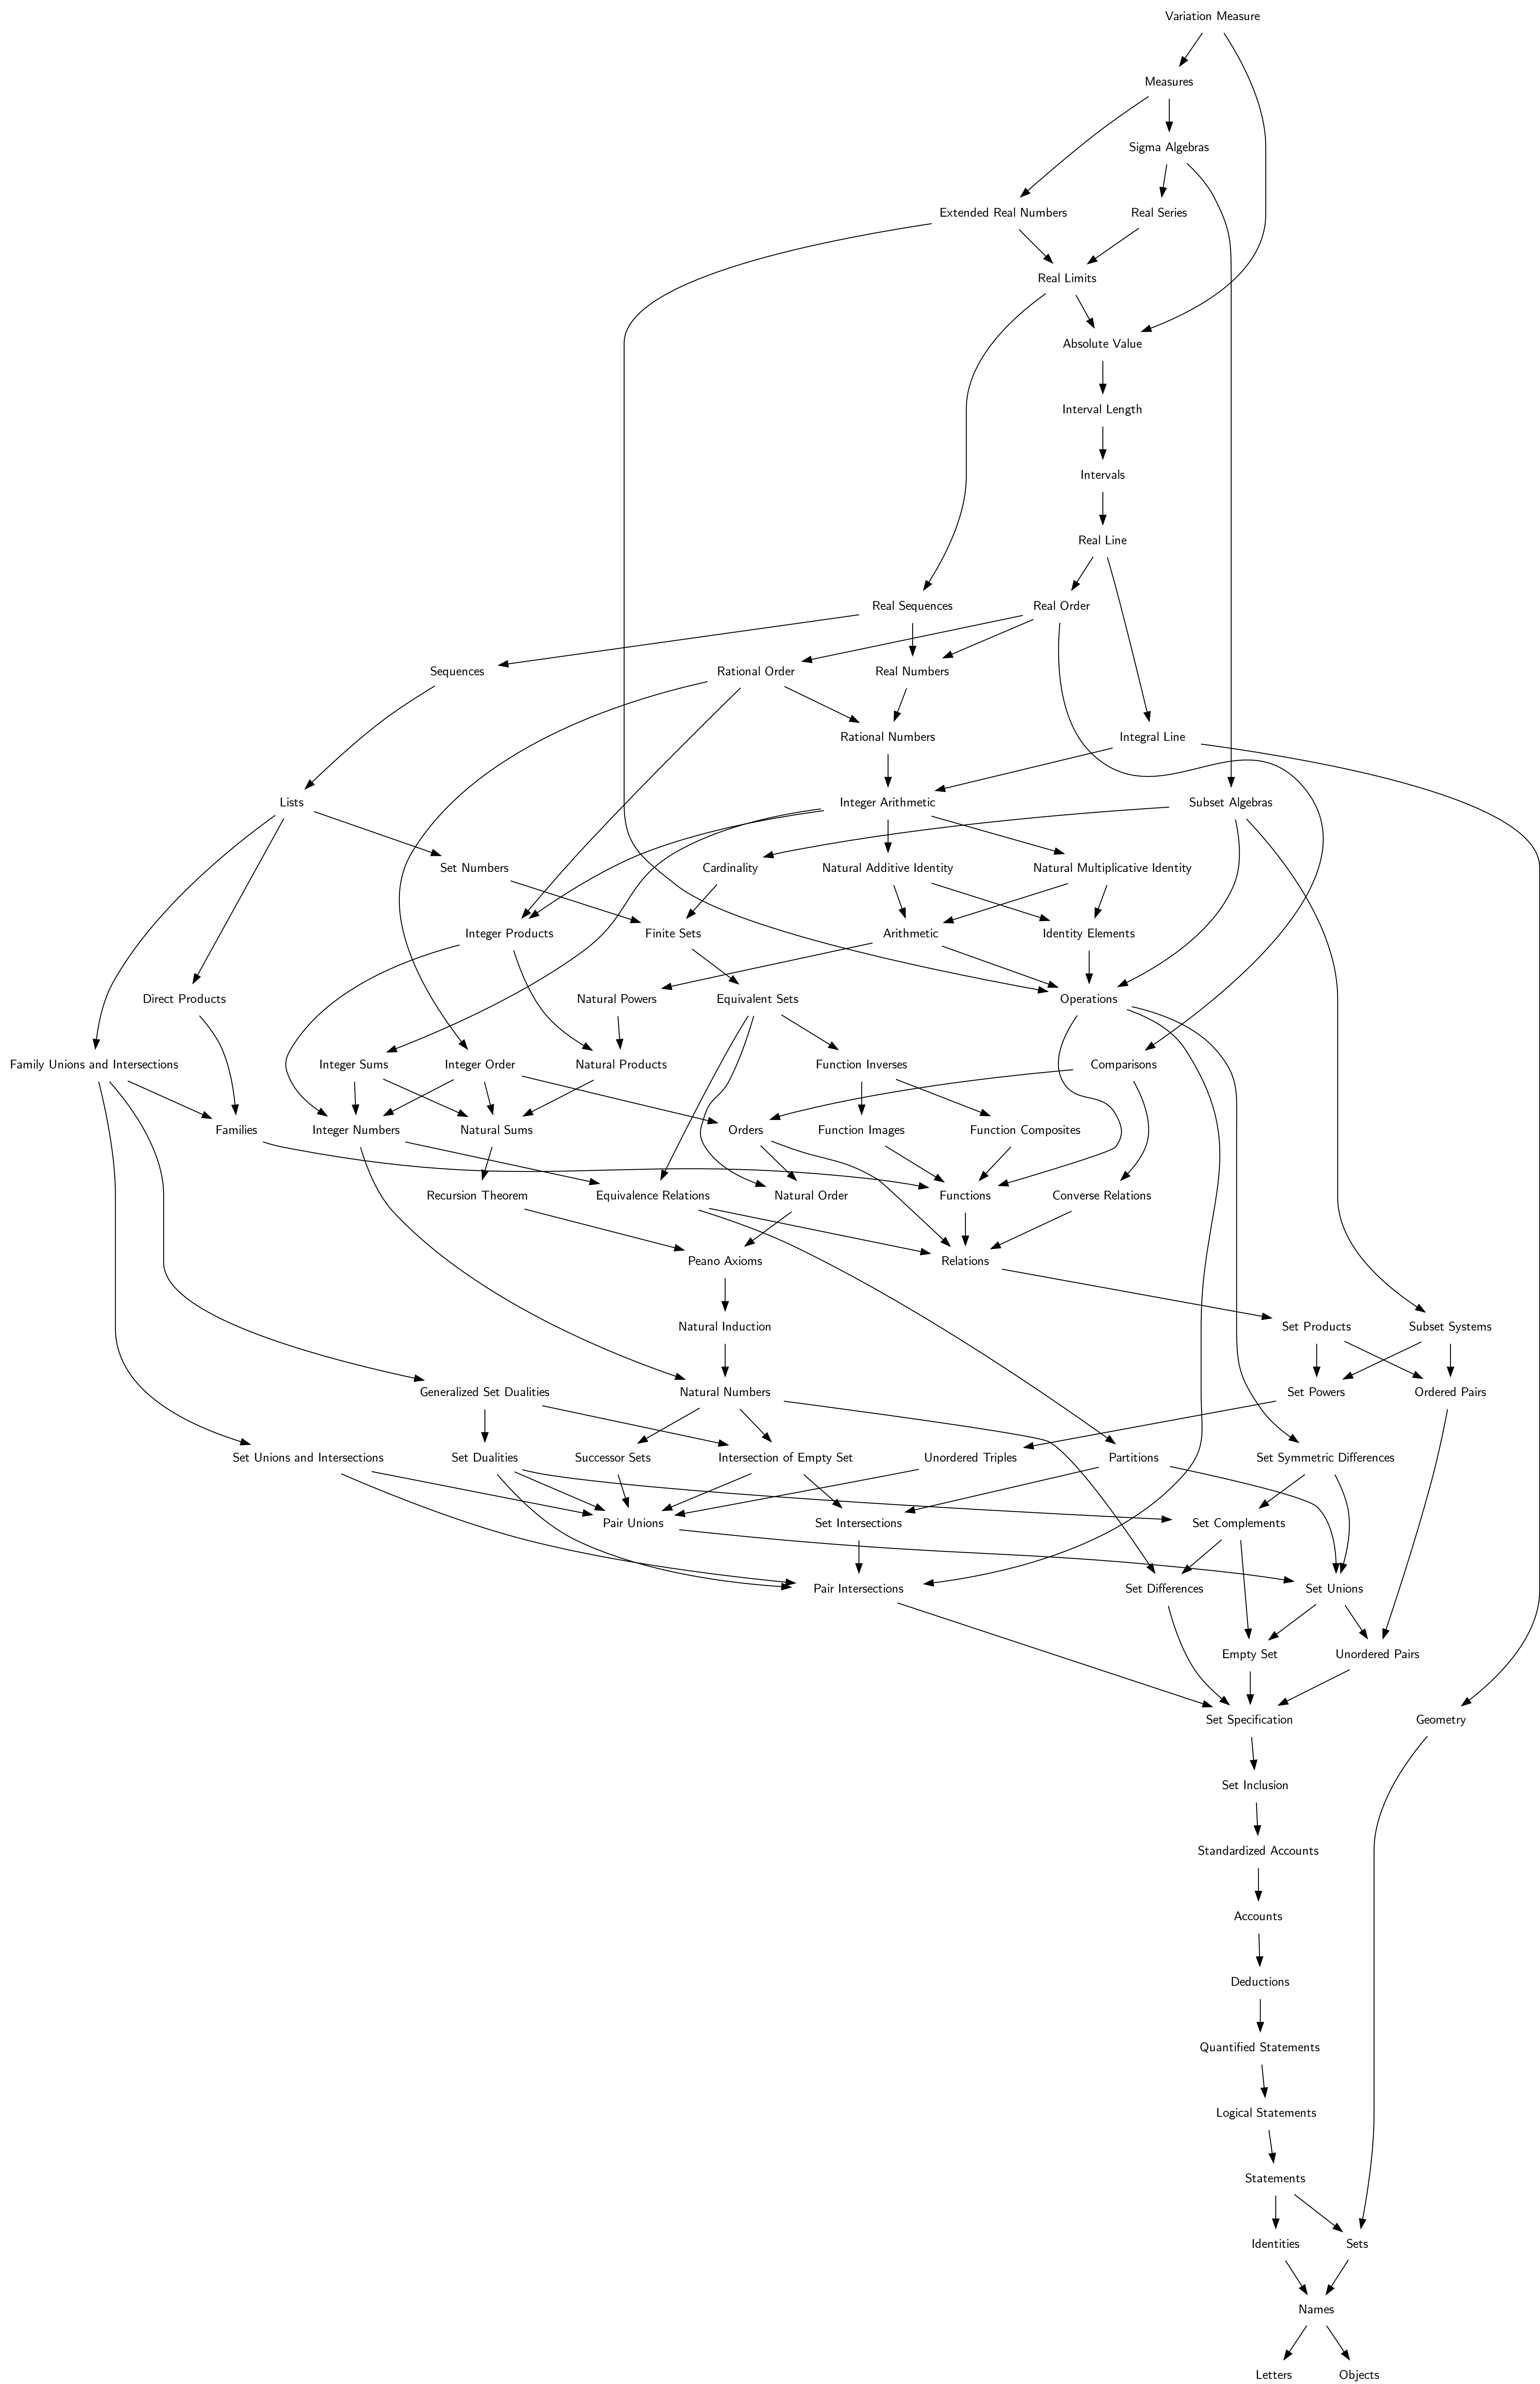 Variation Measure
Measures
Sigma Algebras
Extended Real Numbers
Real Series
Real Limits
Absolute Value
Interval Length
Intervals
Real Line
Real Sequences
Real Order
Sequences
Rational Order
Real Numbers
Rational Numbers
Integral Line
Lists
Integer Arithmetic
Subset Algebras
Set Numbers
Cardinality
Natural Additive Identity
Natural Multiplicative Identity
Integer Products
Finite Sets
Arithmetic
Identity Elements
Direct Products
Natural Powers
Equivalent Sets
Operations
Family Unions and Intersections
Integer Sums
Integer Order
Natural Products
Function Inverses
Comparisons
Families
Integer Numbers
Natural Sums
Orders
Function Images
Function Composites
Recursion Theorem
Equivalence Relations
Natural Order
Functions
Converse Relations
Peano Axioms
Relations
Natural Induction
Set Products
Subset Systems
Generalized Set Dualities
Natural Numbers
Set Powers
Ordered Pairs
Set Unions and Intersections
Set Dualities
Successor Sets
Intersection of Empty Set
Unordered Triples
Partitions
Set Symmetric Differences
Pair Unions
Set Intersections
Set Complements
Pair Intersections
Set Differences
Set Unions
Empty Set
Unordered Pairs
Set Specification
Geometry
Set Inclusion
Standardized Accounts
Accounts
Deductions
Quantified Statements
Logical Statements
Statements
Identities
Sets
Names
Letters
Objects